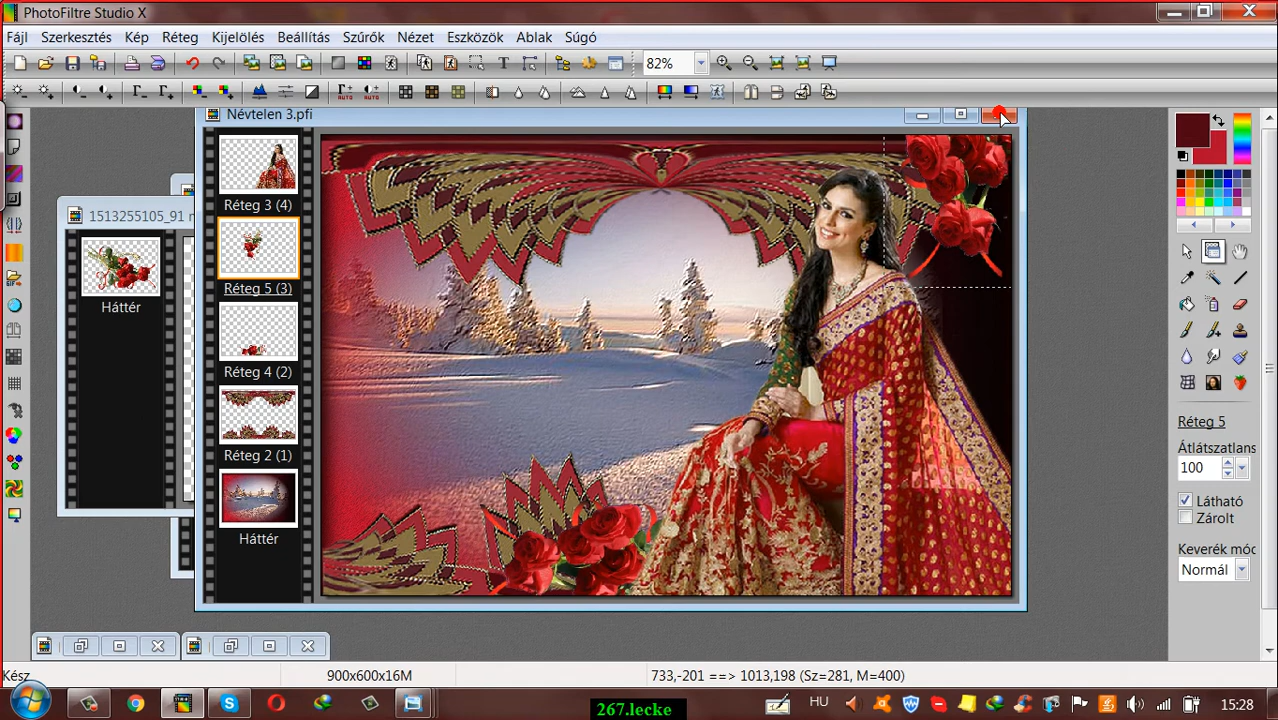 PhotoFiltre Studio X
Fájl Szerkesztés Kép Réteg Kijelölés Beállítás Szűrők Nézet Eszközök Ablak Súgó
82%
AUTO AUTO
Névtelen 3.pfi
1513255105_91
Háttér
Réteg 3 (4)
Réteg 5 (3)
Réteg 4 (2)
Réteg 2 (1)
Háttér
Réteg 5
Átlátszatlans
100
Látható
Zárolt
Keverék móc
Normál
Kész
900x600x16M
733,-201 ==> 1013,198 (Sz=281, M=400)
267.lecke
HU
15:28